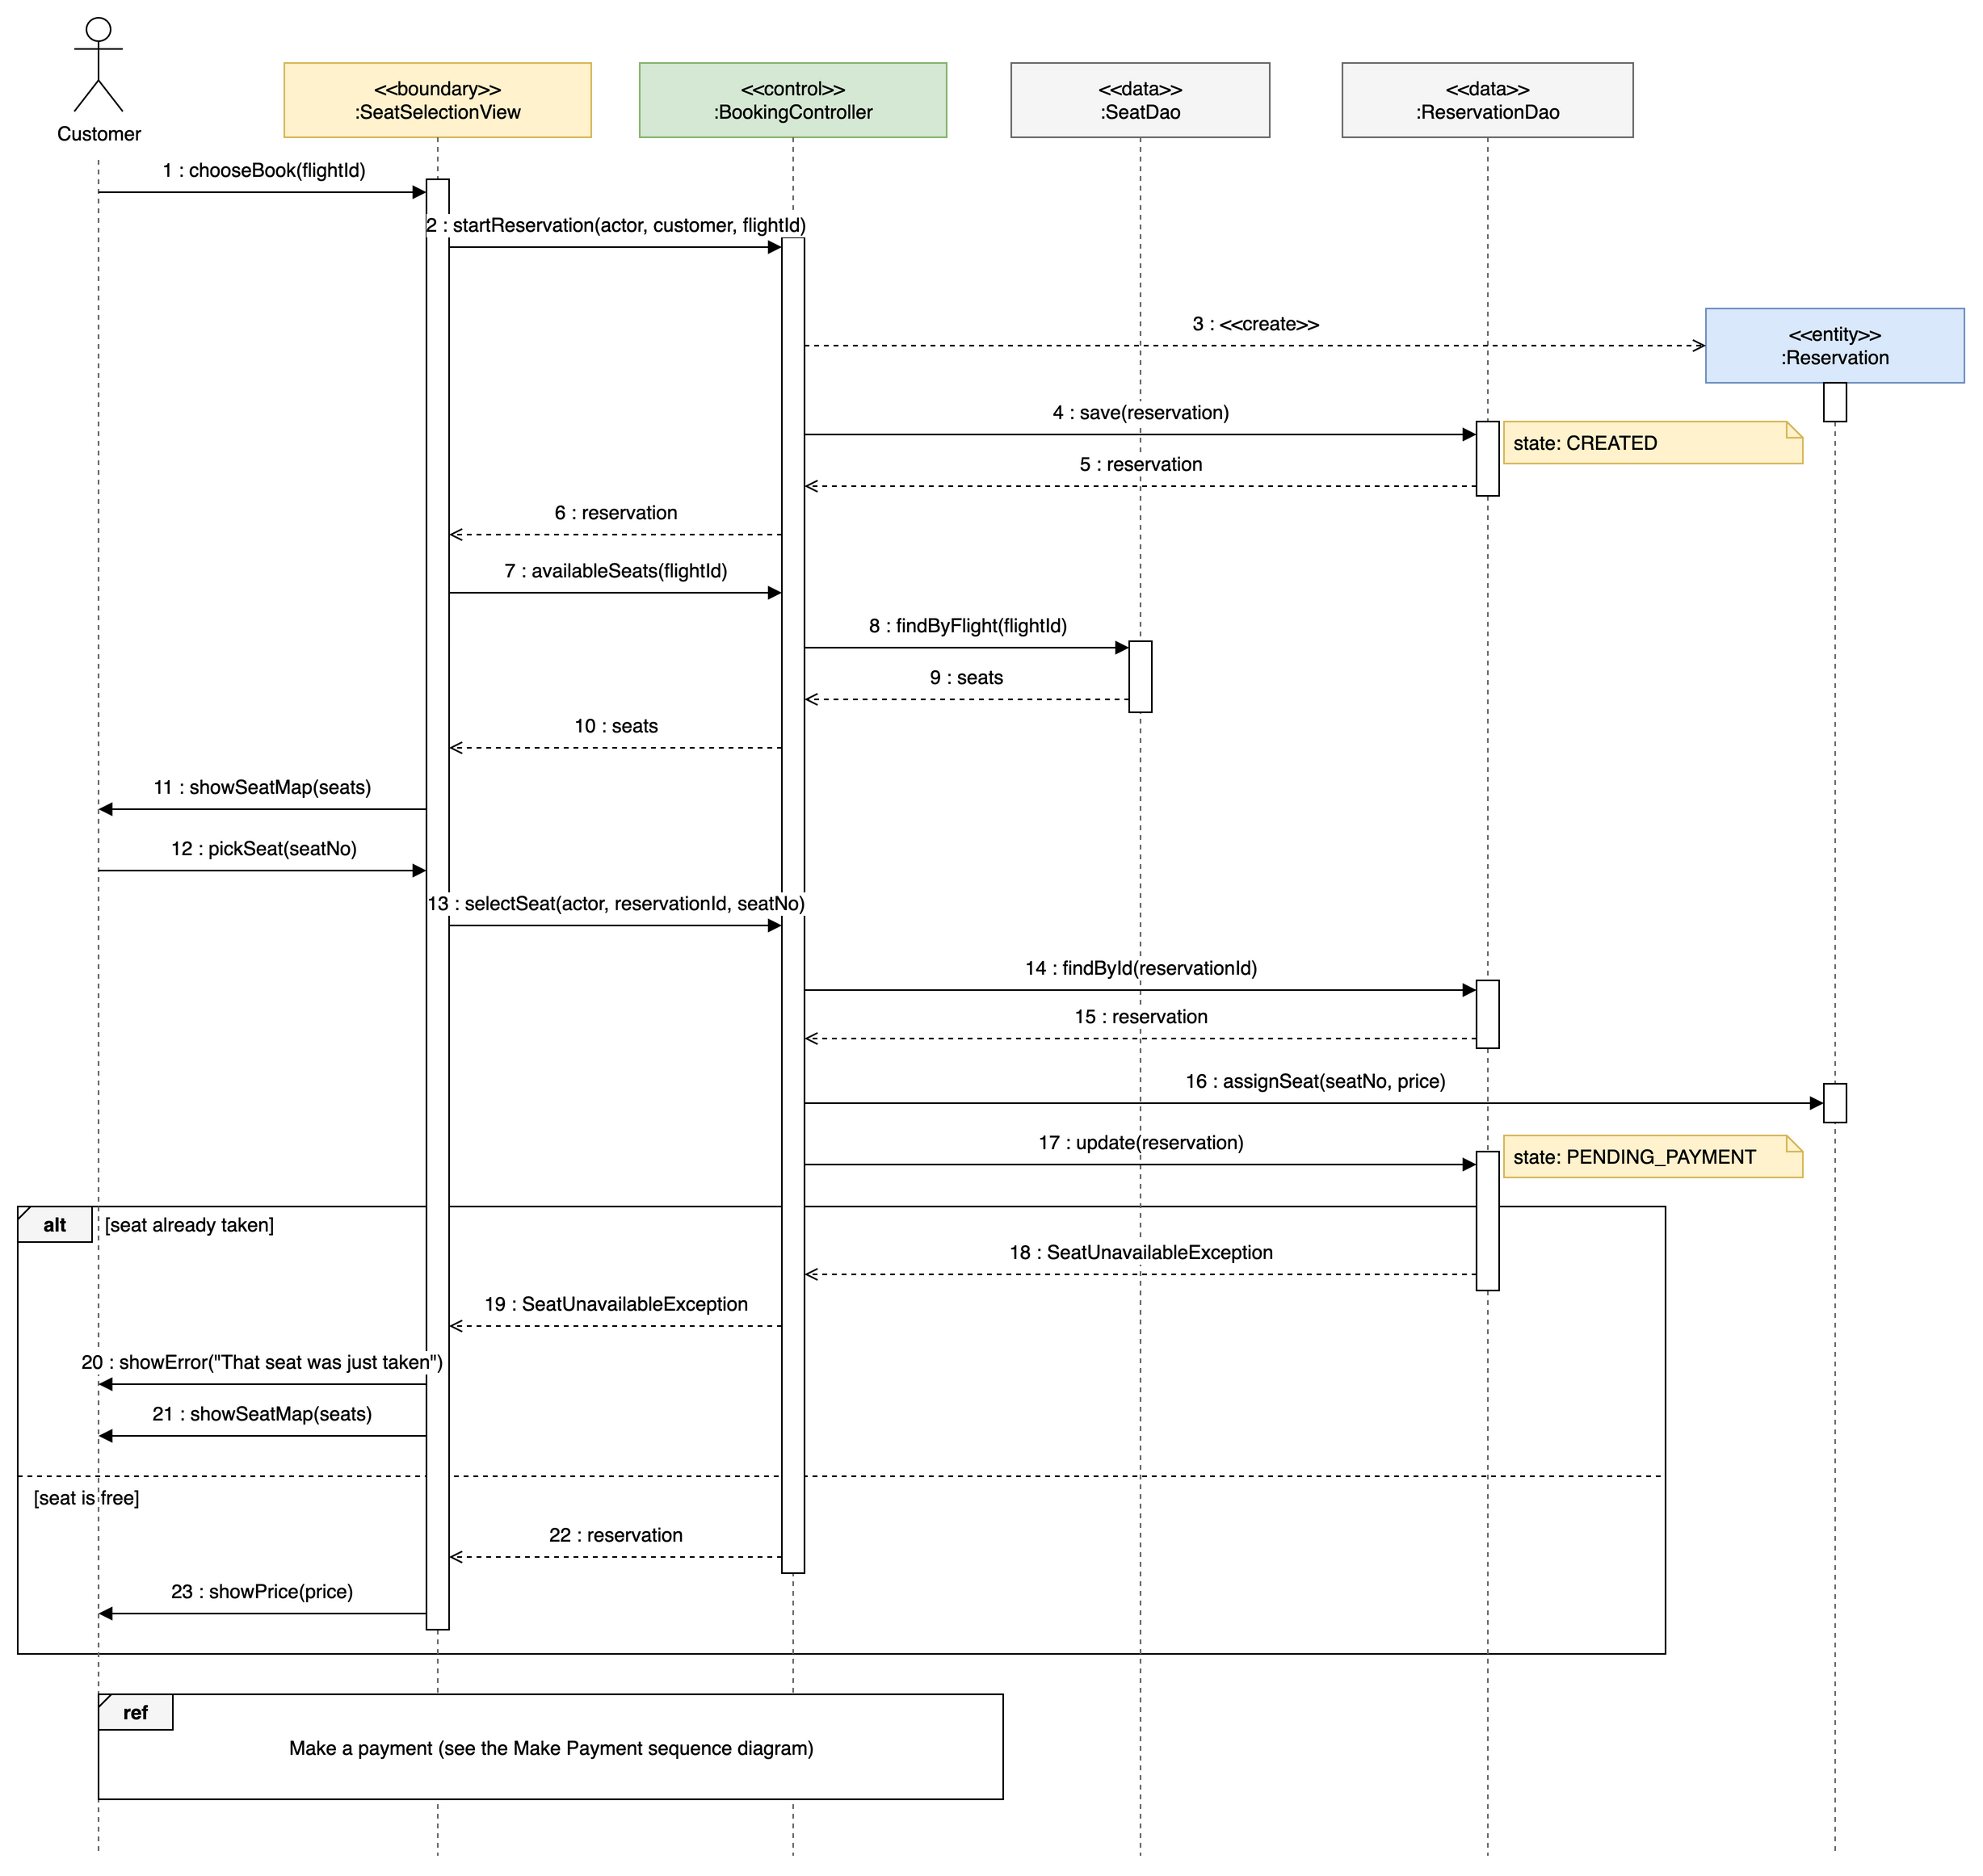 Customer
<<boundary>>
:SeatSelectionView
<<control>>
:BookingController
<<data>>
:SeatDao
<<data>>
:ReservationDao
1 : chooseBook(flightId)
2 : startReservation(actor, customer, flightId)
3 : <<create>>
<<entity>>
:Reservation
4 : save(reservation)
state: CREATED
5 : reservation
6 : reservation
7 : availableSeats(flightId)
8 : findByFlight(flightId)
9 : seats
10 : seats
11 : showSeatMap(seats)
12 : pickSeat(seatNo)
13 : selectSeat(actor, reservationId, seatNo)
14 : findById(reservationId)
15 : reservation
16 : assignSeat(seatNo, price)
17 : update(reservation)
state: PENDING_PAYMENT
alt
[seat already taken]
18 : SeatUnavailableException
19 : SeatUnavailableException
20 : showError("That seat was just taken")
21 : showSeatMap(seats)
[seat is free]
22 : reservation
23 : showPrice(price)
ref
Make a payment (see the Make Payment sequence diagram)